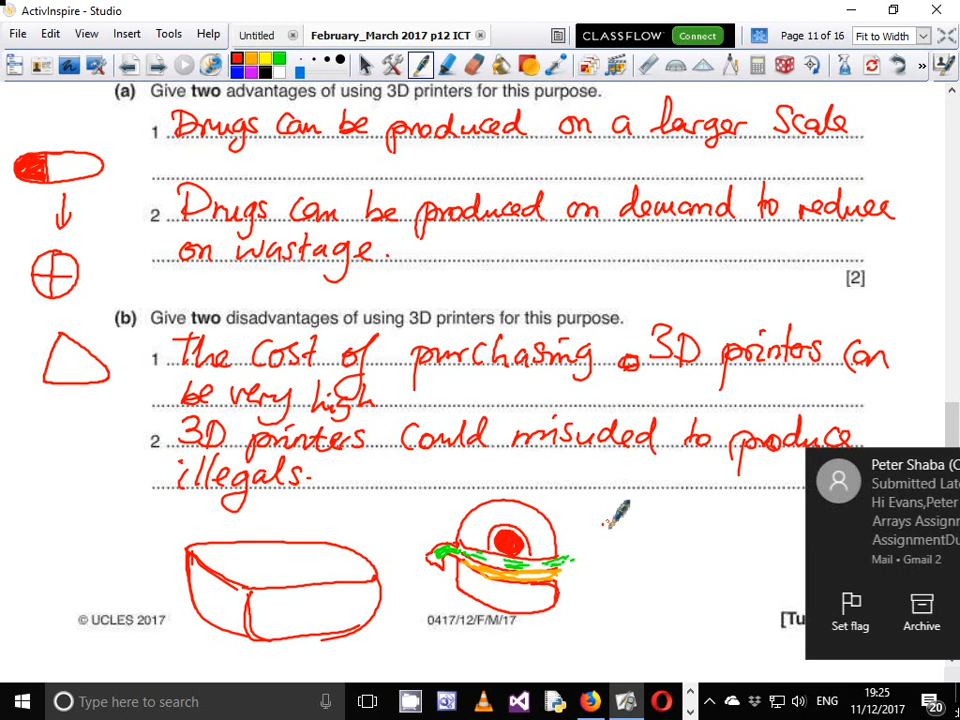 ActivInspire - Studio
File Edit View Insert Tools Help Untitled February_March 2017 p12 ICT CLASSFLOW Connect Page 11 of 16 Fit to Width
(a) Give two advantages of using 3D printers for this purpose.
1 Drugs can be produced on a larger Scale
2 Drugs can be produced on demand to reduce
on wastage.
[2]
(b) Give two disadvantages of using 3D printers for this purpose.
1 the cost of purchasing 3D printers can
be very high
2 3D printers could misuded to produce
illegals.
© UCLES 2017 0417/12/F/M/17 [Tu
Peter Shaba (C
Submitted Late
Hi Evans,Peter
Arrays Assignm
AssignmentDu
Mail • Gmail 2
Set flag Archive
Type here to search ENG 19:25
11/12/2017 20